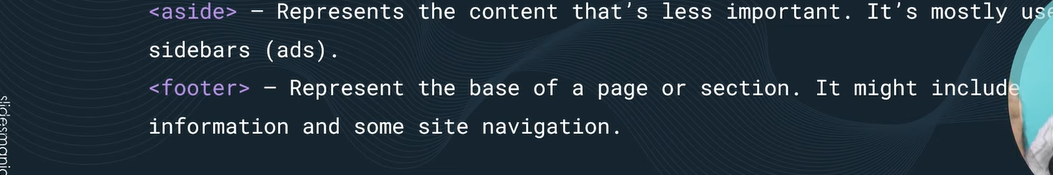 <aside> – Represents the content that’s less important. It’s mostly use
sidebars (ads).
<footer> – Represent the base of a page or section. It might include
information and some site navigation.